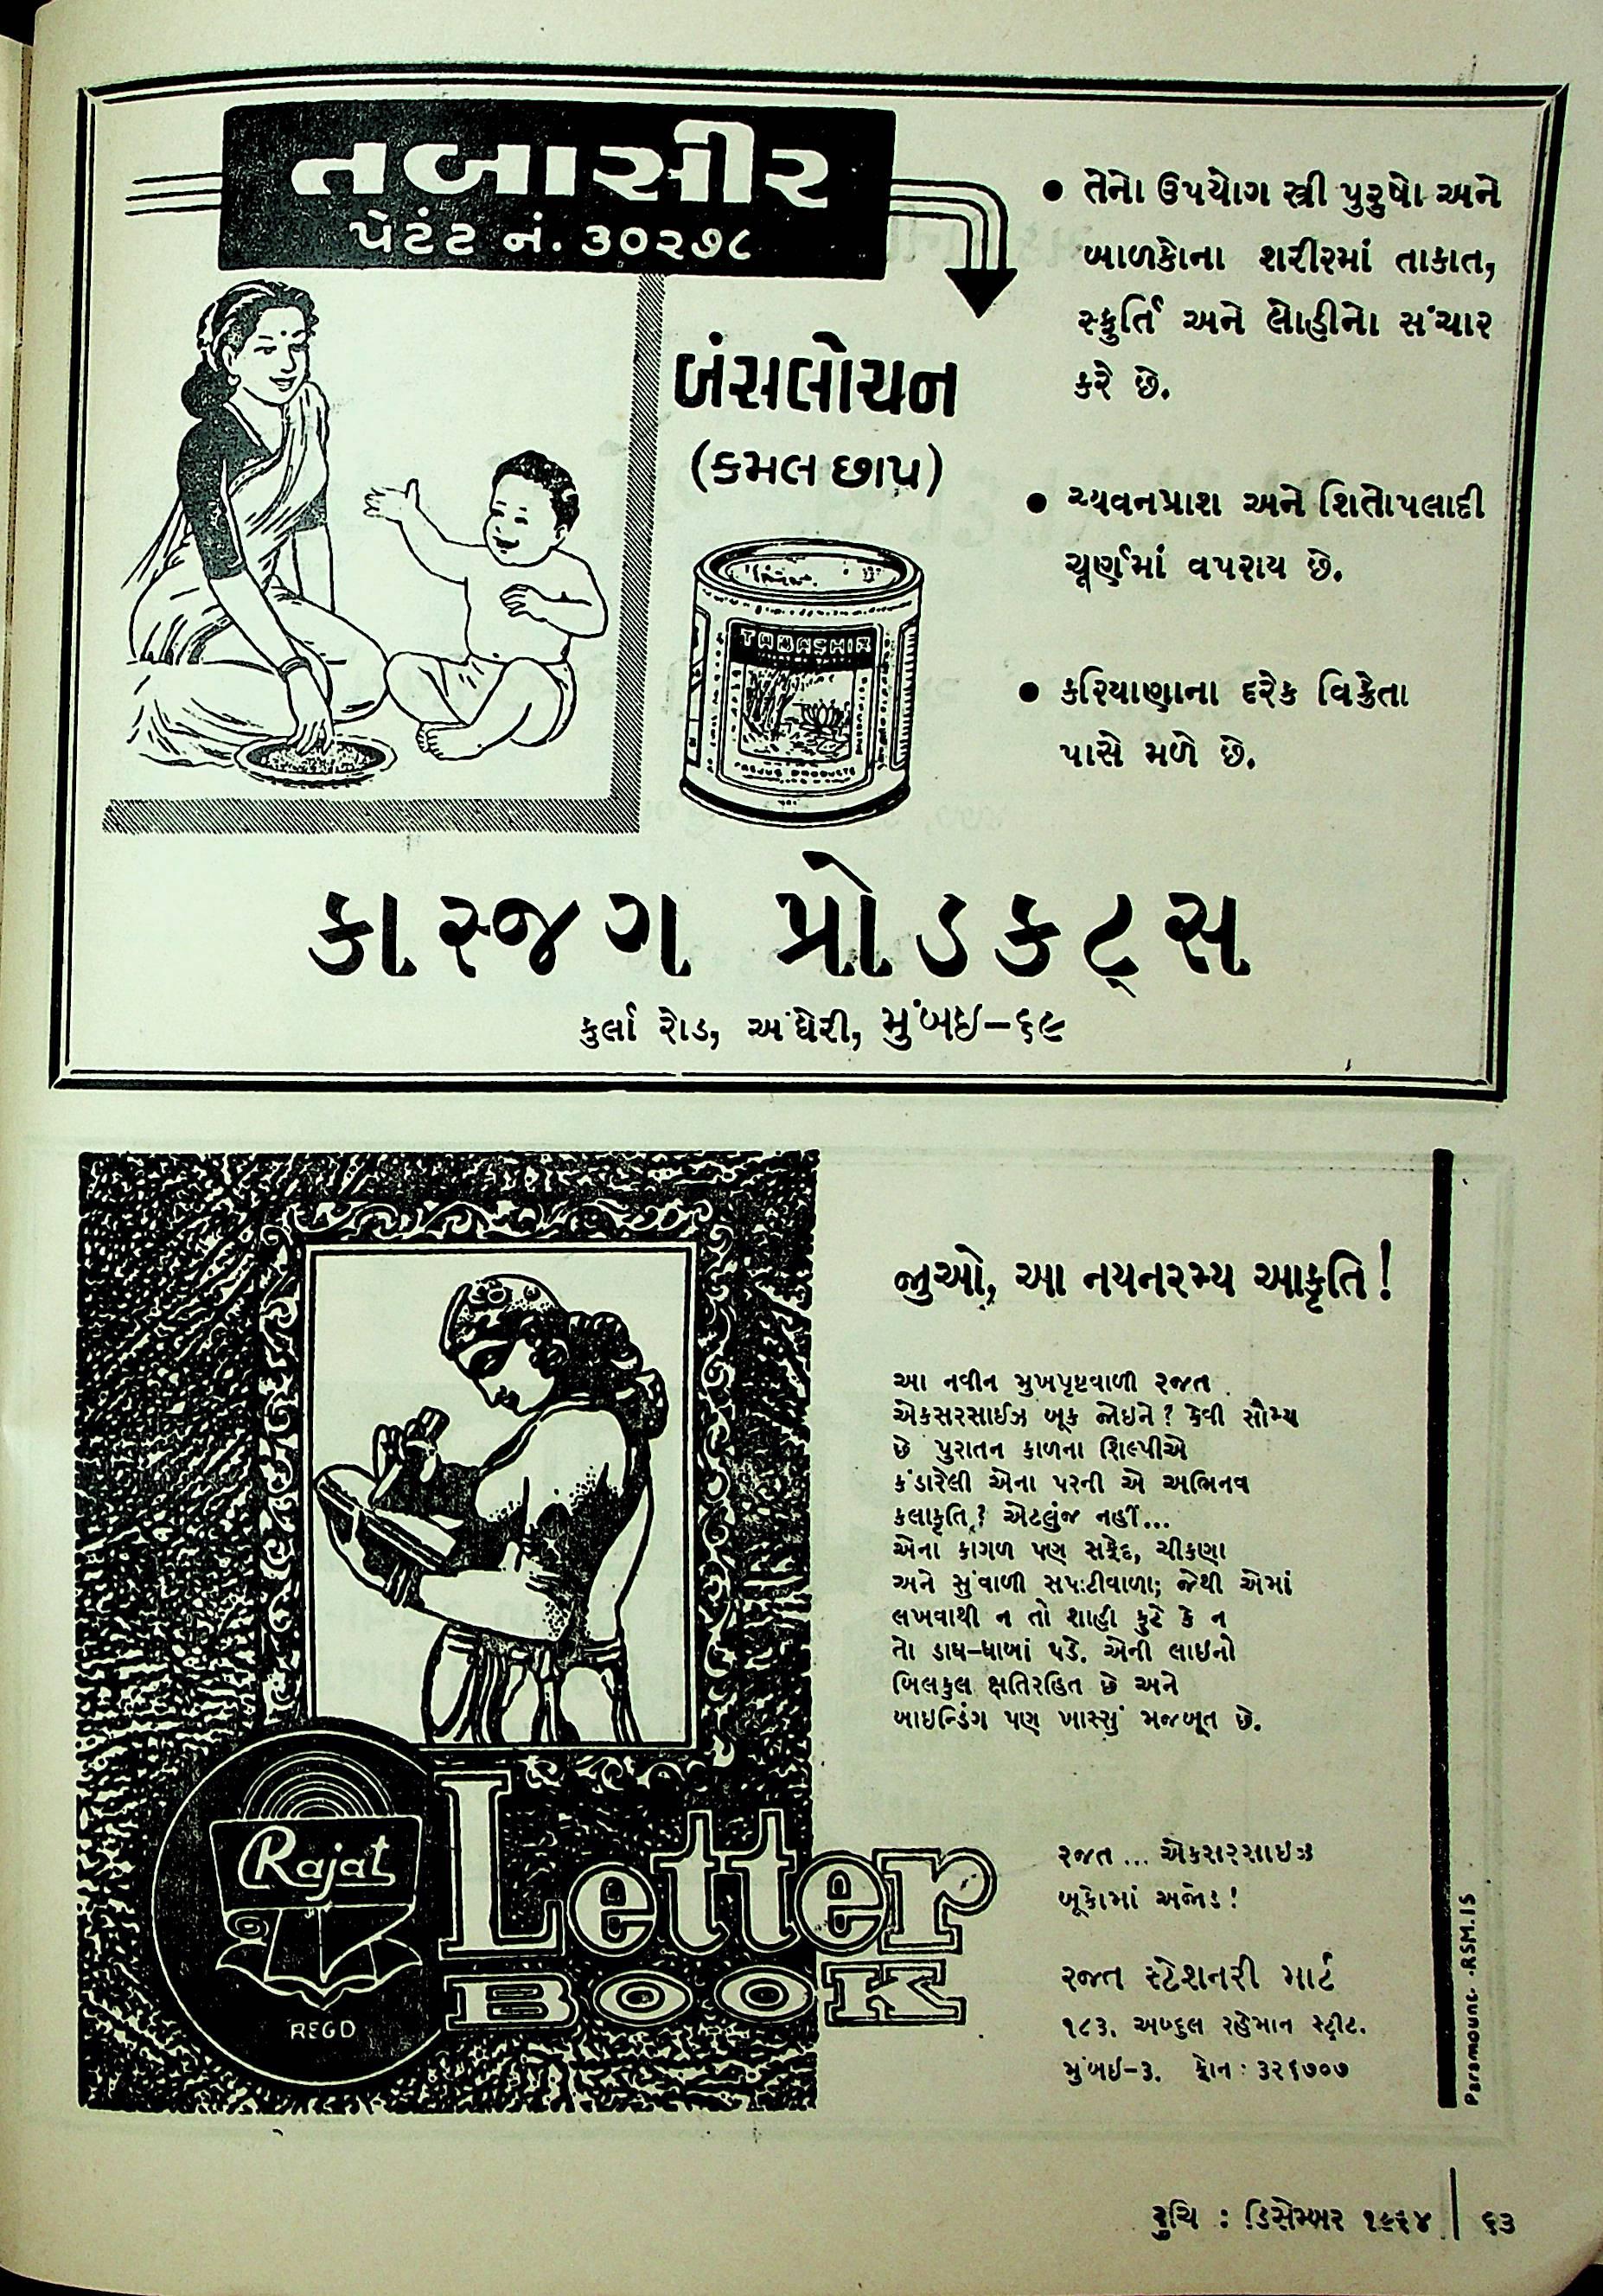 તબાસીર
પેટંટ નં. ૩૦૨૭૮
બંસલોચન
(કમલ છાપ)
TABASHIR
● તેનો ઉપયોગ સ્ત્રી પુરુષો અને
બાળકોના શરીરમાં તાકાત,
સ્ફુર્તિ અને લોહીનો સંચાર
કરે છે.
● ચ્યવનપ્રાશ અને શિતોપલાદી
ચૂર્ણમાં વપરાય છે.
● કરિયાણાના દરેક વિક્રેતા
પાસે મળે છે.
કાસ્જગ પ્રોડકટ્સ
કુર્લા રોડ, અંધેરી, મુંબઇ–૬૯
જુઓ, આ નયનરમ્ય આકૃતિ!
આ નવીન મુખપૃષ્ટવાળી રજત
એકસરસાઈઝ બૂક જોઇને? કેવી સૌમ્ય
છે પુરાતન કાળના શિલ્પીએ
કંડારેલી એના પરની એ અભિનવ
કલાકૃતિ? એટલુંજ નહીં...
એના કાગળ પણ સફેદ, ચીકણા
અને સુંવાળી સપાટીવાળા; જેથી એમાં
લખવાથી ન તો શાહી ફુટે કે ન
તો ડાઘ–ધાબાં પડે. એની લાઇનો
બિલકુલ ક્ષતિરહિત છે અને
બાઇન્ડિંગ પણ ખાસ્સું મજબૂત છે.
Rajat
REGD
Letter
BOOK
રજત ... એકસરસાઇઝ
બૂકોમાં અજોડ!
રજત સ્ટેશનરી માર્ટ
૧૮૩. અબ્દુલ રહેમાન સ્ટ્રીટ.
મુંબઇ–૩. ફોન : ૩૨૬૭૦૭
Paramount-RSM.15
રુચિ : ડિસેમ્બર ૧૯૬૪ | ૬૩